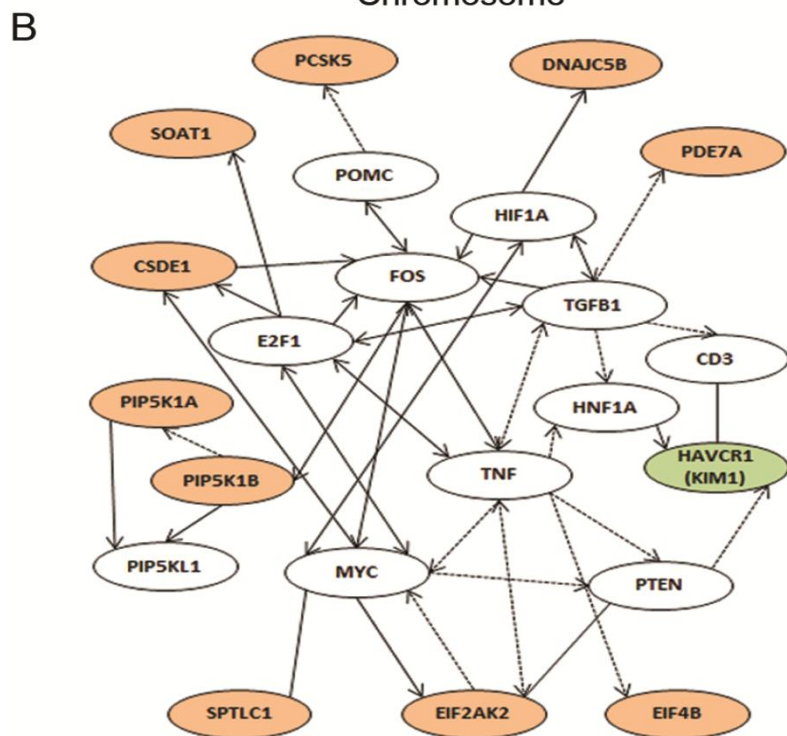 Chromosome
B
PCSK5
DNAJC5B
SOAT1
PDE7A
POMC
HIF1A
CSDE1
FOS
TGFB1
E2F1
CD3
PIP5K1A
HNF1A
PIP5K1B
TNF
HAVCR1
(KIM1)
PIP5KL1
MYC
PTEN
SPTLC1
EIF2AK2
EIF4B